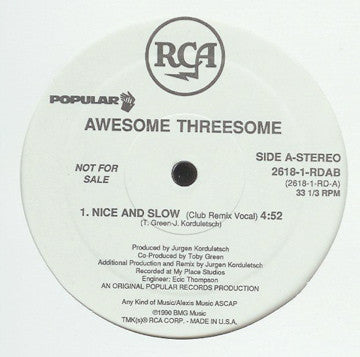 RCA
POPULAR
AWESOME THREESOME
NOT FOR
SALE
SIDE A-STEREO
2618-1-RDAB
(2618-1-RD-A)
33 1/3 RPM
1. NICE AND SLOW (Club Remix Vocal) 4:52
(T. Green-J. Korduletsch)
Produced by Jurgen Korduletsch
Co-Produced by Toby Green
Additional Production and Remix by Jurgen Korduletsch
Recorded at My Place Studios
Engineer: Eric Thompson
AN ORIGINAL POPULAR RECORDS PRODUCTION
Any Kind of Music/Alexis Music ASCAP
©1990 BMG Music
TMK(s)® RCA CORP. - MADE IN U.S.A.